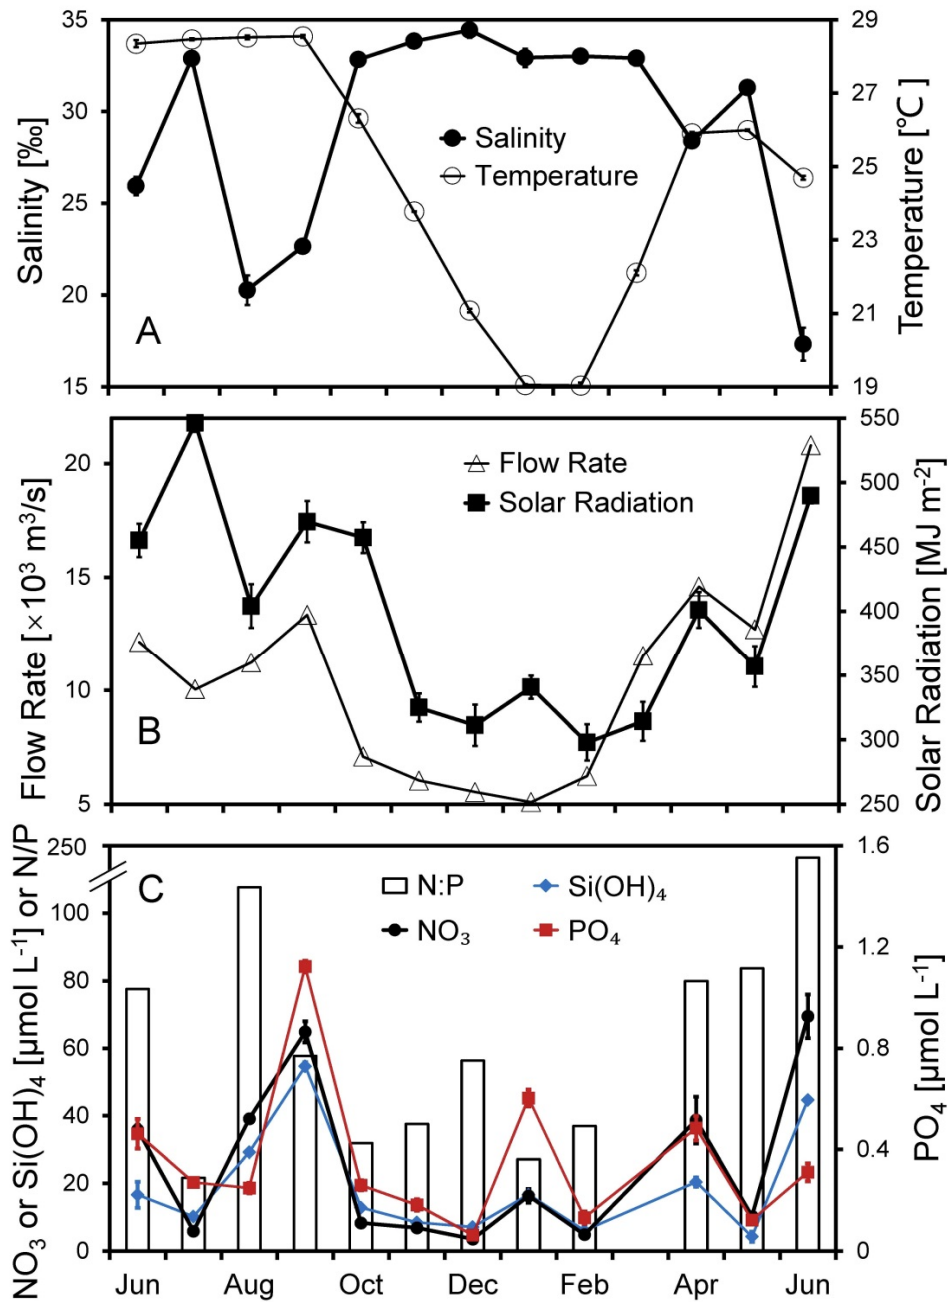 35
30
25
20
15
Salinity [‰]
Salinity
Temperature
A
29
27
25
23
21
19
Temperature [℃]
20
15
10
5
Flow Rate [×10³ m³/s]
Flow Rate
Solar Radiation
B
550
500
450
400
350
300
250
Solar Radiation [MJ m⁻²]
250
100
80
60
40
20
0
NO₃ or Si(OH)₄ [µmol L⁻¹] or N/P
C
N:P
Si(OH)₄
NO₃
PO₄
1.6
1.2
0.8
0.4
0
PO₄ [µmol L⁻¹]
Jun Aug Oct Dec Feb Apr Jun